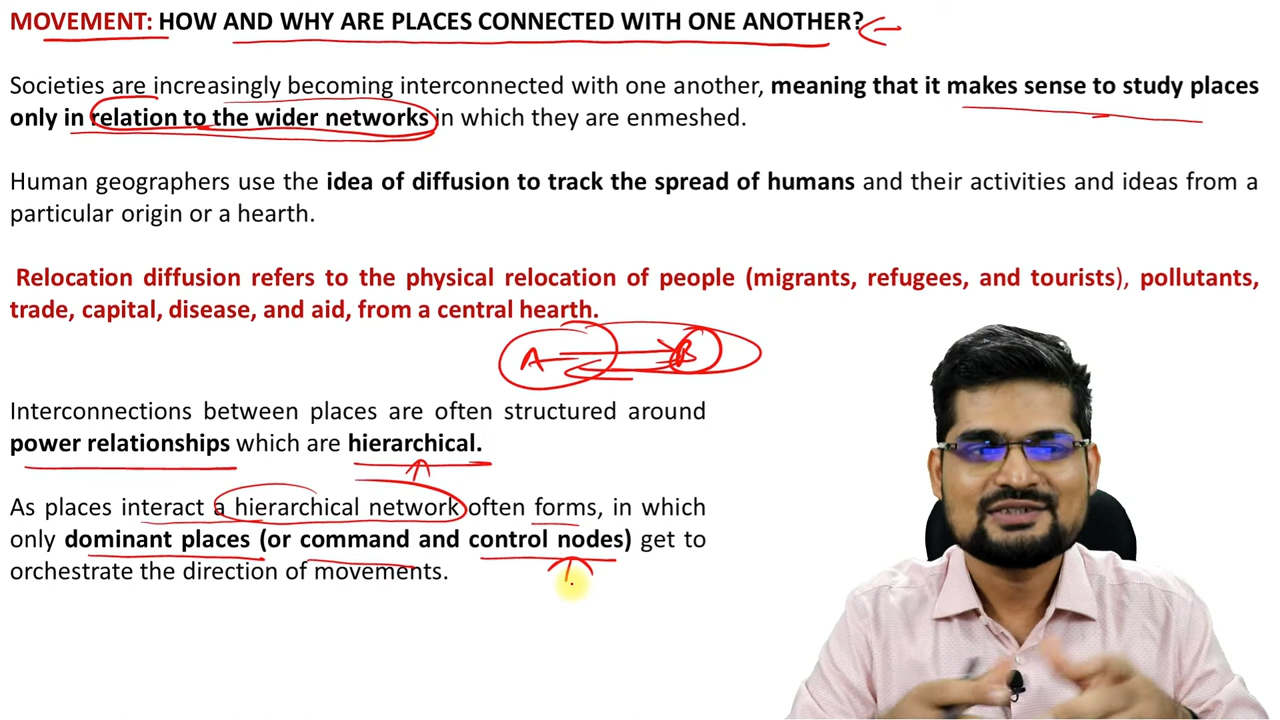 MOVEMENT: HOW AND WHY ARE PLACES CONNECTED WITH ONE ANOTHER?
Societies are increasingly becoming interconnected with one another, meaning that it makes sense to study places
only in relation to the wider networks in which they are enmeshed.
Human geographers use the idea of diffusion to track the spread of humans and their activities and ideas from a
particular origin or a hearth.
Relocation diffusion refers to the physical relocation of people (migrants, refugees, and tourists), pollutants,
trade, capital, disease, and aid, from a central hearth.
A B
Interconnections between places are often structured around
power relationships which are hierarchical.
As places interact a hierarchical network often forms, in which
only dominant places (or command and control nodes) get to
orchestrate the direction of movements.